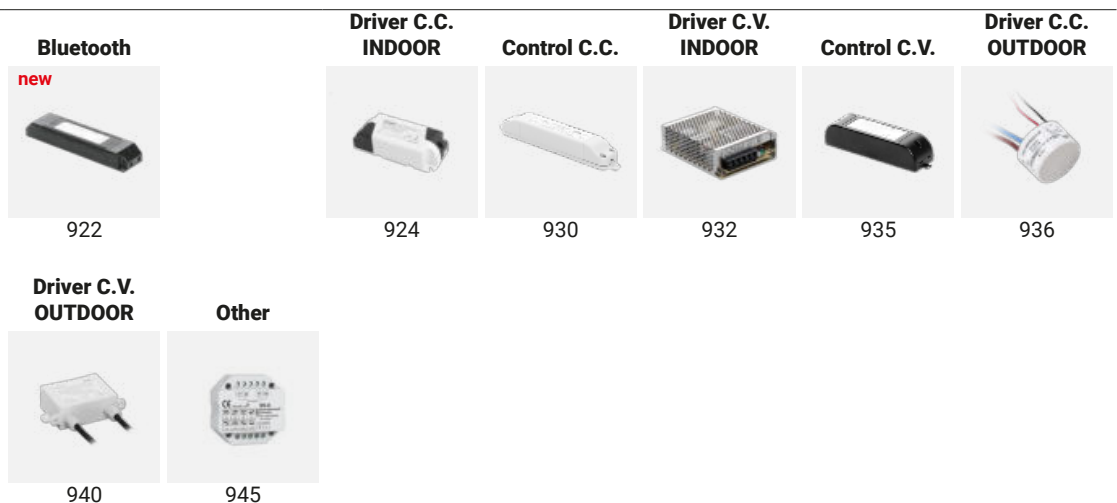 Bluetooth
Driver C.C.
INDOOR
Control C.C.
Driver C.V.
INDOOR
Control C.V.
Driver C.C.
OUTDOOR
new
922
924
930
932
935
936
Driver C.V.
OUTDOOR
Other
CE
940
945